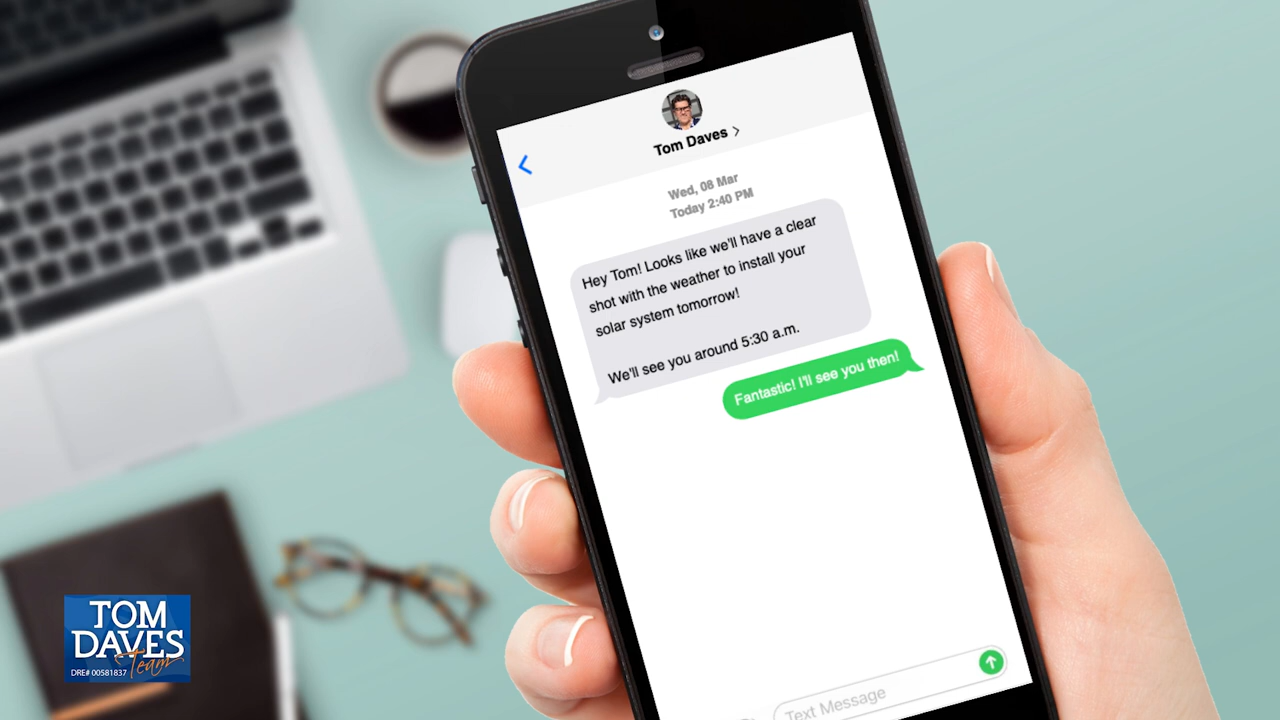 Tom Daves >
Wed, 08 Mar
Today 2:40 PM
Hey Tom! Looks like we'll have a clear
shot with the weather to install your
solar system tomorrow!
We'll see you around 5:30 a.m.
Fantastic! I'll see you then!
Text Message
TOM
DAVES
Team
DRE# 00581837